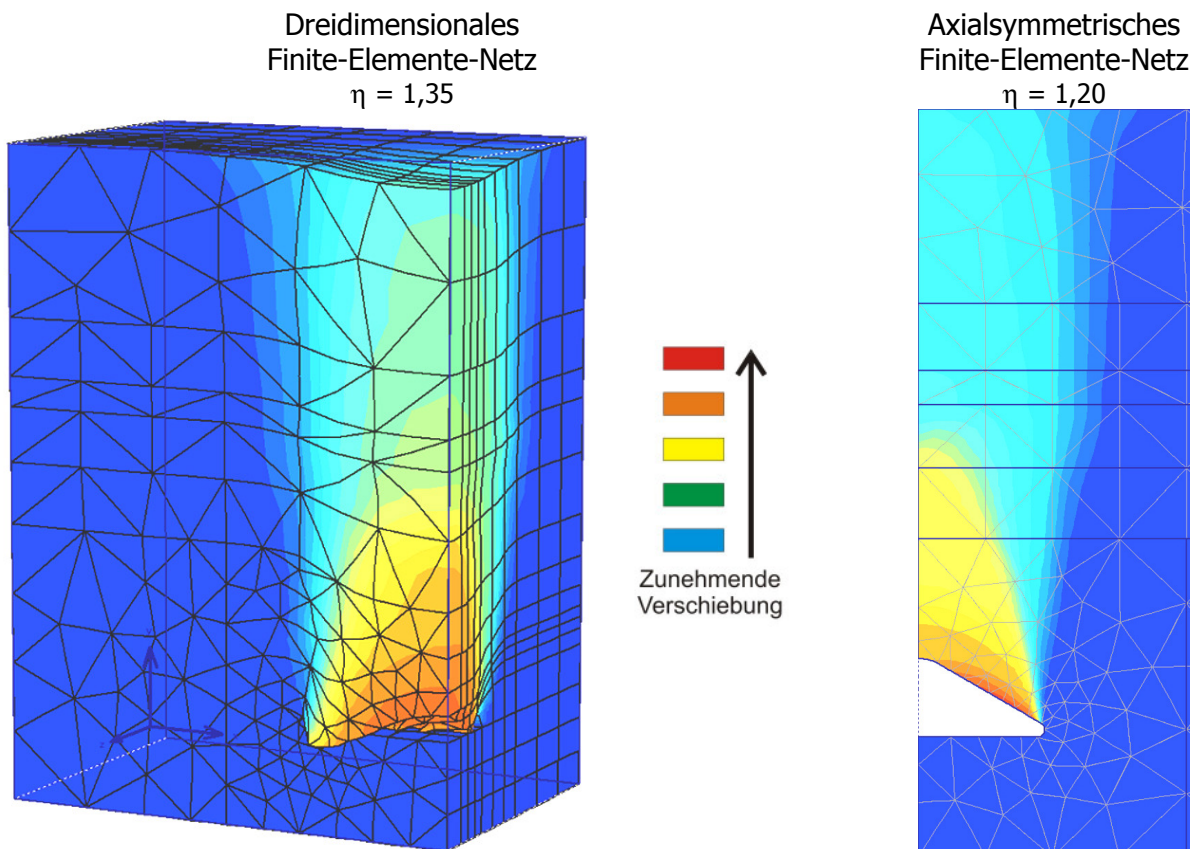 Dreidimensionales
Finite-Elemente-Netz
η = 1,35
Axialsymmetrisches
Finite-Elemente-Netz
η = 1,20
Zunehmende
Verschiebung